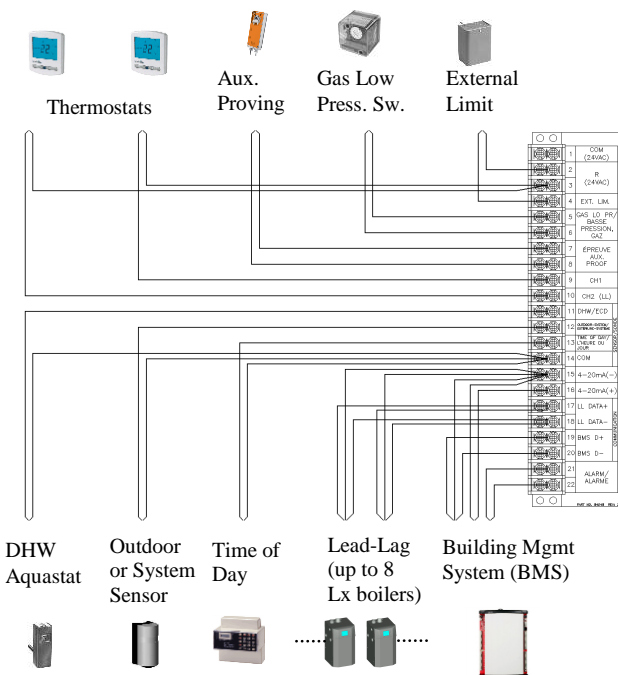 Thermostats
Aux.
Proving
Gas Low
Press. Sw.
External
Limit
1 COM
(24VAC)
2
3
R
(24VAC)
4 EXT. LIM.
5
6
GAS LO PR/
BASSE
PRESSION,
GAZ
7
8
ÉPREUVE
AUX.
PROOF
9 CH1
10 CH2 (LL)
11 DHW/ECD
12
13 TIME OF DAY/
L'HEURE DU
JOUR
14 COM
15 4-20mA(-)
16 4-20mA(+)
17 LL DATA+
18 LL DATA-
19 BMS D+
20 BMS D-
21
22
ALARM/
ALARME
DHW
Aquastat
Outdoor
or System
Sensor
Time of
Day
Lead-Lag
(up to 8
Lx boilers)
Building Mgmt
System (BMS)